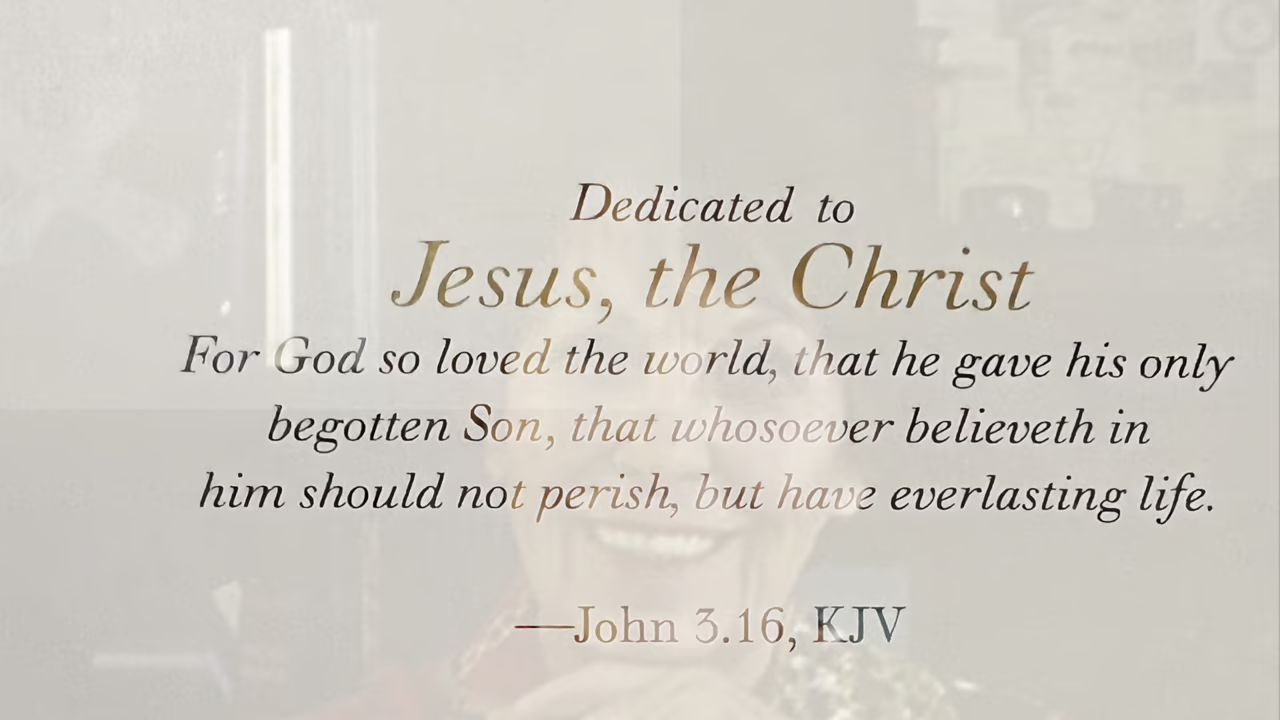 Dedicated to
Jesus, the Christ
For God so loved the world, that he gave his only
begotten Son, that whosoever believeth in
him should not perish, but have everlasting life.
—John 3.16, KJV